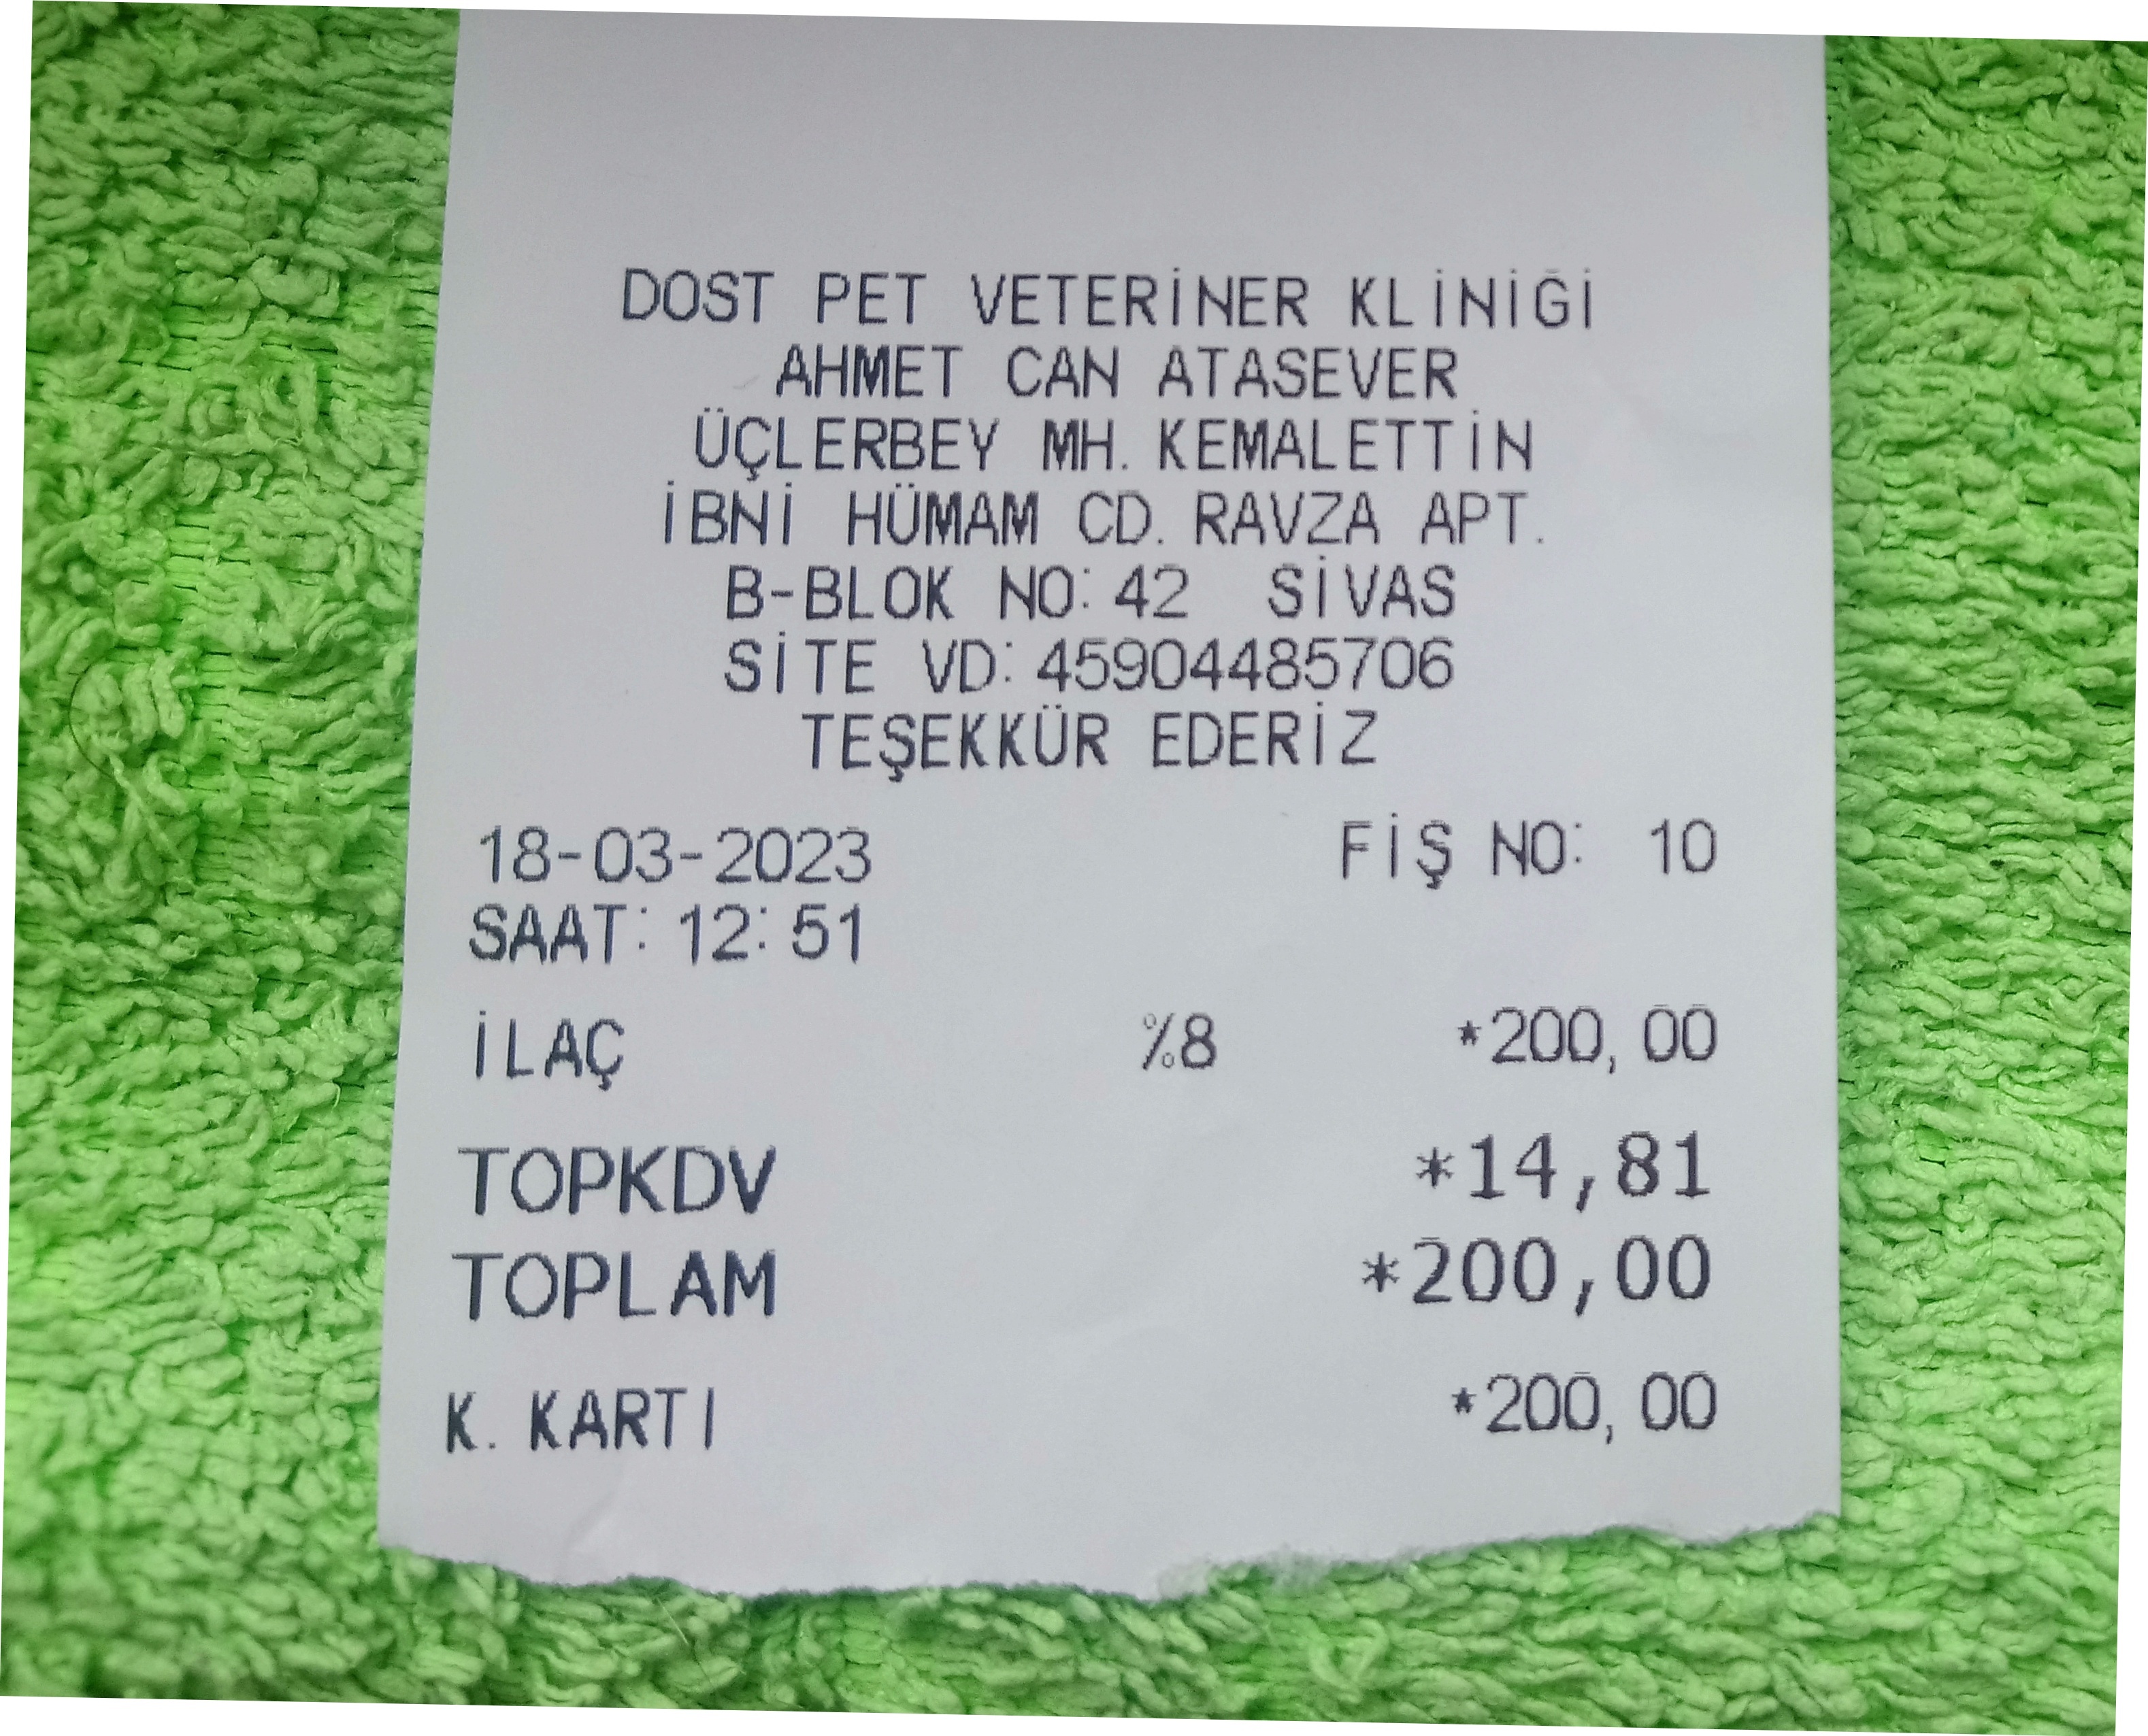 DOST PET VETERİNER KLİNİĞİ
AHMET CAN ATASEVER
ÜÇLERBEY MH. KEMALETTİN
İBNİ HÜMAM CD. RAVZA APT.
B-BLOK NO: 42 SİVAS
SİTE VD: 45904485706
TEŞEKKÜR EDERİZ
18-03-2023 FİŞ NO: 10
SAAT: 12:51
İLAÇ %8 *200,00
TOPKDV *14,81
TOPLAM *200,00
K. KARTI *200,00